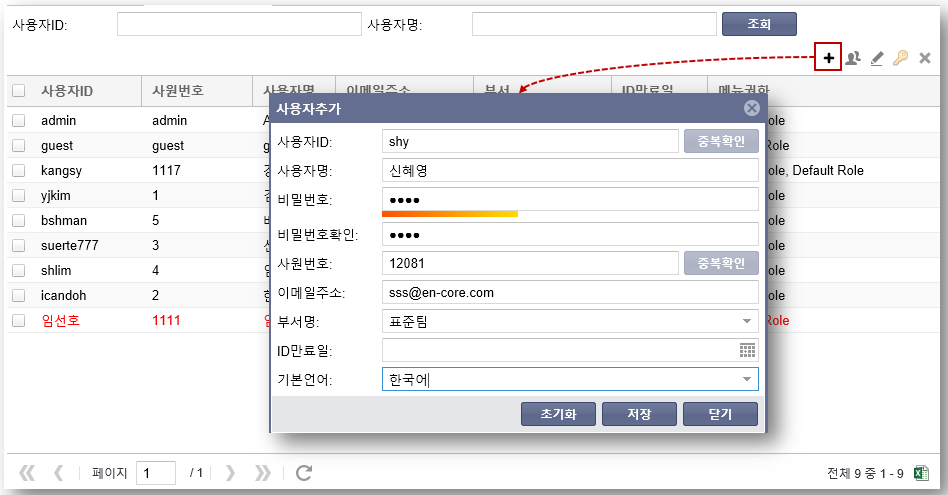 사용자ID: 사용자명: 조회
사용자ID 사원번호 사용자명 이메일주소 부서 ID만료일 메뉴권한
admin admin ole
guest guest Role
kangsy 1117 ole, Default Role
yjkim 1 ole
bshman 5 ole
suerte777 3 ole
shlim 4 ole
icandoh 2 ole
임선호 1111 Role
사용자추가
사용자ID: shy 중복확인
사용자명: 신혜영
비밀번호: ●●●●
비밀번호확인: ●●●●
사원번호: 12081 중복확인
이메일주소: sss@en-core.com
부서명: 표준팀
ID만료일:
기본언어: 한국어
초기화 저장 닫기
페이지 1 / 1 전체 9 중 1 - 9